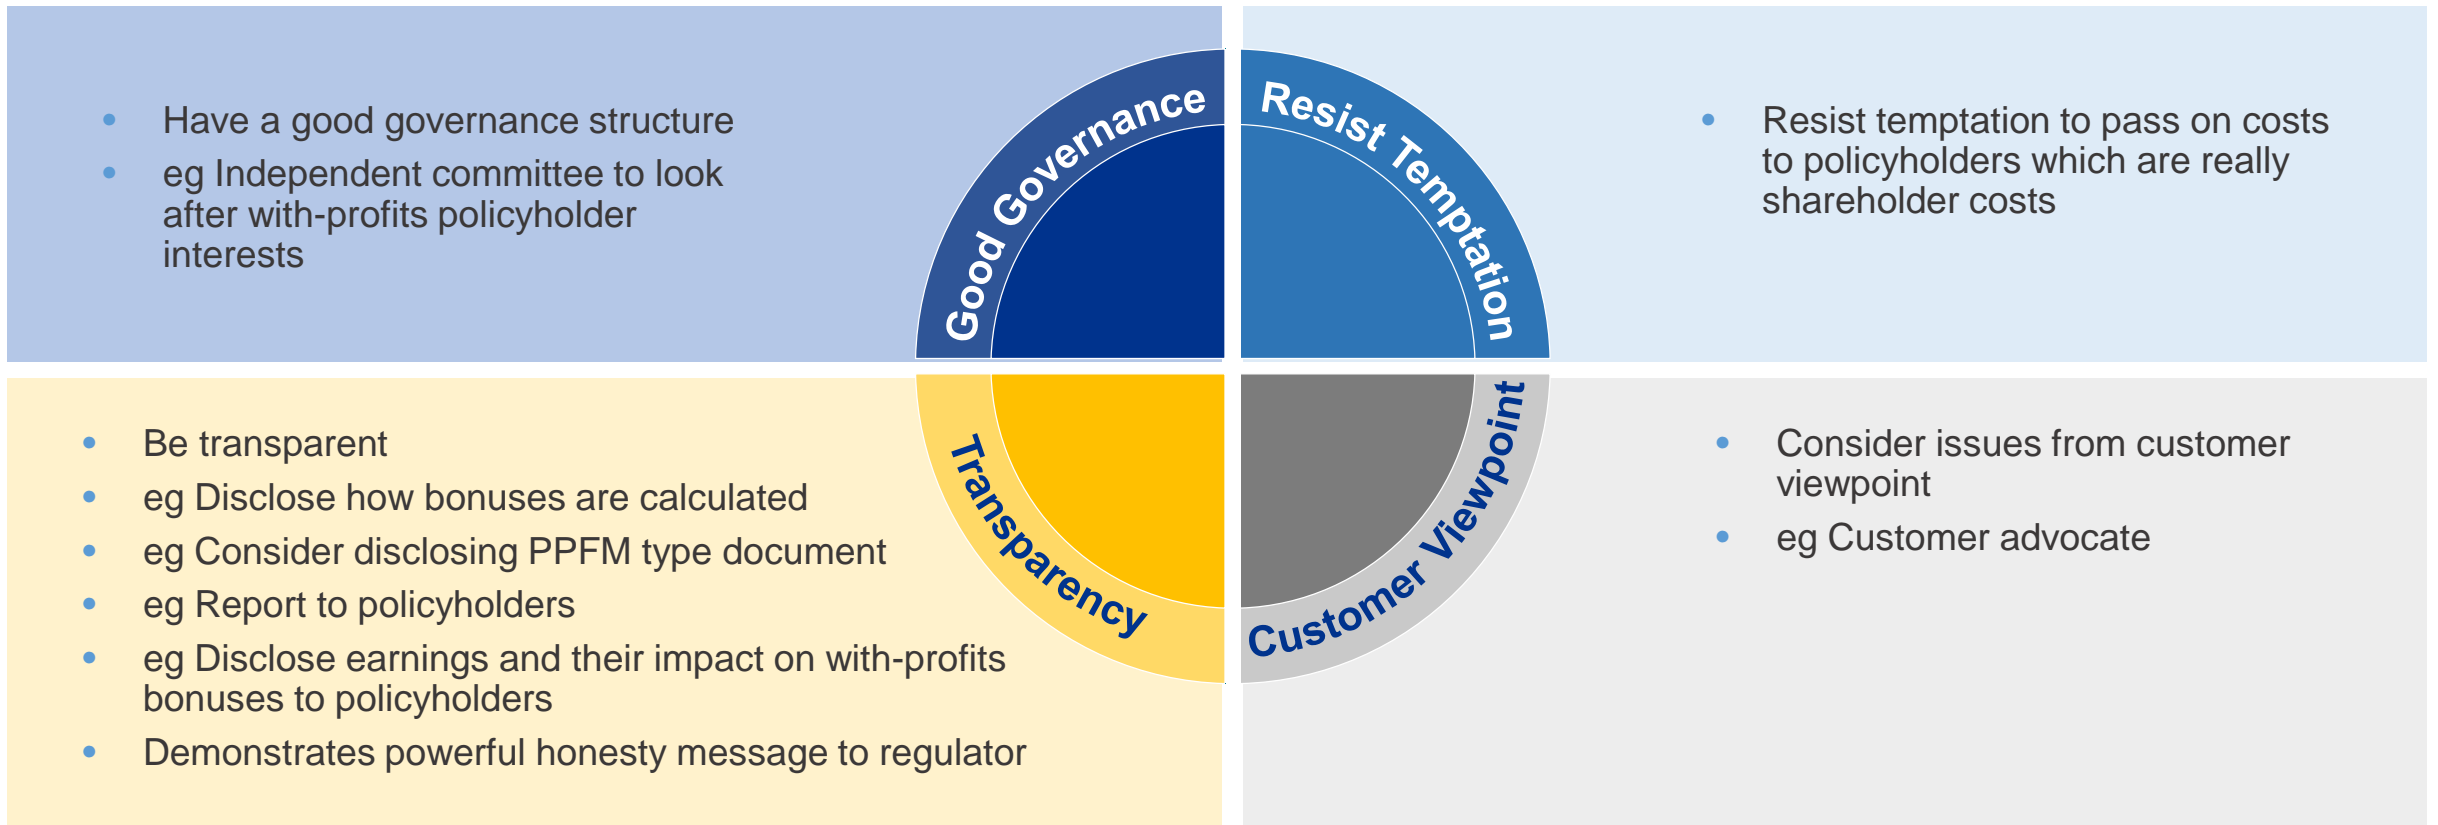 Good Governance
• Have a good governance structure
• eg Independent committee to look
after with-profits policyholder
interests
Resist Temptation
• Resist temptation to pass on costs
to policyholders which are really
shareholder costs
Transparency
• Be transparent
• eg Disclose how bonuses are calculated
• eg Consider disclosing PPFM type document
• eg Report to policyholders
• eg Disclose earnings and their impact on with-profits
bonuses to policyholders
• Demonstrates powerful honesty message to regulator
Customer Viewpoint
• Consider issues from customer
viewpoint
• eg Customer advocate